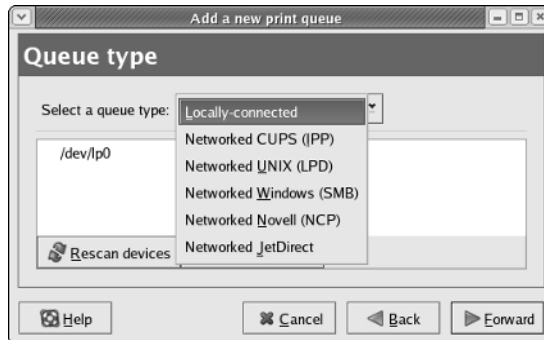 Add a new print queue
Queue type
Select a queue type:
Locally-connected
Networked CUPS (IPP)
Networked UNIX (LPD)
Networked Windows (SMB)
Networked Novell (NCP)
Networked JetDirect
/dev/lp0
Rescan devices
Help
Cancel
Back
Forward